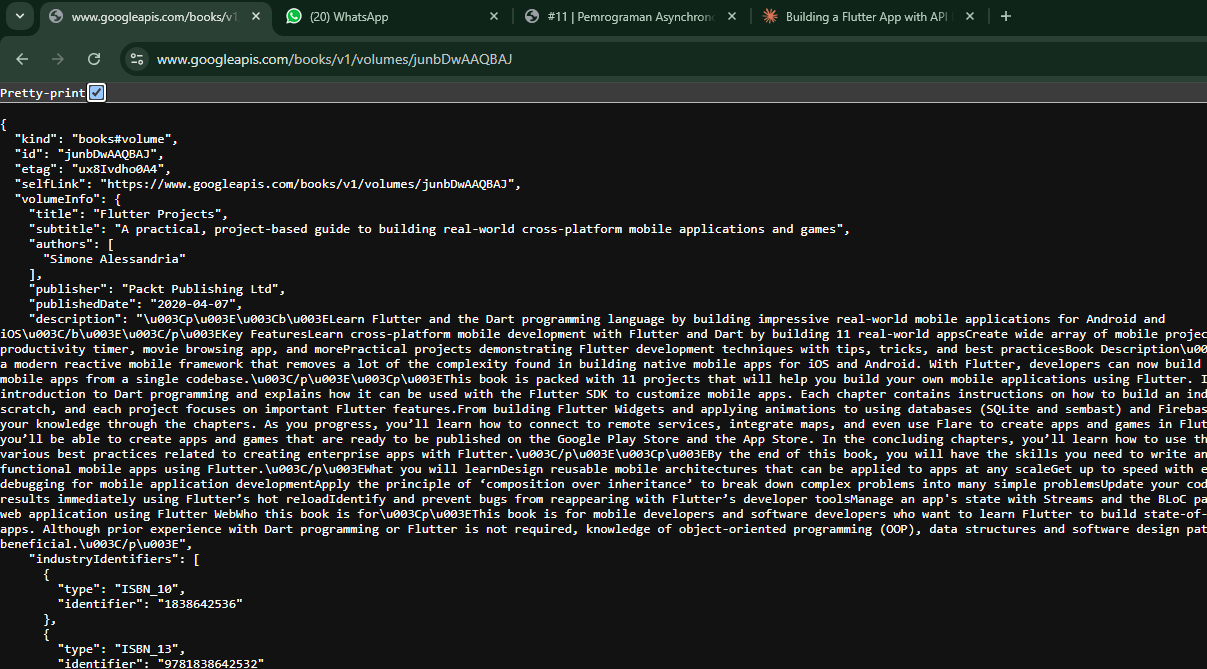 www.googleapis.com/books/v1
(20) WhatsApp
#11 | Pemrograman Asynchron
Building a Flutter App with API
www.googleapis.com/books/v1/volumes/junbDwAAQBAJ
Pretty-print
{
"kind": "books#volume",
"id": "junbDwAAQBAJ",
"etag": "ux8Ivdho0A4",
"selfLink": "https://www.googleapis.com/books/v1/volumes/junbDwAAQBAJ",
"volumeInfo": {
"title": "Flutter Projects",
"subtitle": "A practical, project-based guide to building real-world cross-platform mobile applications and games",
"authors": [
"Simone Alessandria"
],
"publisher": "Packt Publishing Ltd",
"publishedDate": "2020-04-07",
"description": "\u003Cp\u003E\u003Cb\u003ELearn Flutter and the Dart programming language by building impressive real-world mobile applications for Android and
iOS\u003C/b\u003E\u003C/p\u003EKey FeaturesLearn cross-platform mobile development with Flutter and Dart by building 11 real-world appsCreate wide array of mobile projec
productivity timer, movie browsing app, and morePractical projects demonstrating Flutter development techniques with tips, tricks, and best practicesBook Description\u00
a modern reactive mobile framework that removes a lot of the complexity found in building native mobile apps for iOS and Android. With Flutter, developers can now build
mobile apps from a single codebase.\u003C/p\u003E\u003Cp\u003EThis book is packed with 11 projects that will help you build your own mobile applications using Flutter. I
introduction to Dart programming and explains how it can be used with the Flutter SDK to customize mobile apps. Each chapter contains instructions on how to build an ind
scratch, and each project focuses on important Flutter features.From building Flutter Widgets and applying animations to using databases (SQLite and sembast) and Firebas
your knowledge through the chapters. As you progress, you’ll learn how to connect to remote services, integrate maps, and even use Flare to create apps and games in Flut
you’ll be able to create apps and games that are ready to be published on the Google Play Store and the App Store. In the concluding chapters, you’ll learn how to use th
various best practices related to creating enterprise apps with Flutter.\u003C/p\u003E\u003Cp\u003EBy the end of this book, you will have the skills you need to write an
functional mobile apps using Flutter.\u003C/p\u003EWhat you will learnDesign reusable mobile architectures that can be applied to apps at any scaleGet up to speed with e
debugging for mobile application developmentApply the principle of ‘composition over inheritance’ to break down complex problems into many simple problemsUpdate your cod
results immediately using Flutter’s hot reloadIdentify and prevent bugs from reappearing with Flutter’s developer toolsManage an app's state with Streams and the BLoC pa
web application using Flutter WebWho this book is for\u003Cp\u003EThis book is for mobile developers and software developers who want to learn Flutter to build state-of-
apps. Although prior experience with Dart programming or Flutter is not required, knowledge of object-oriented programming (OOP), data structures and software design pat
beneficial.\u003C/p\u003E",
"industryIdentifiers": [
{
"type": "ISBN_10",
"identifier": "1838642536"
},
{
"type": "ISBN_13",
"identifier": "9781838642532"